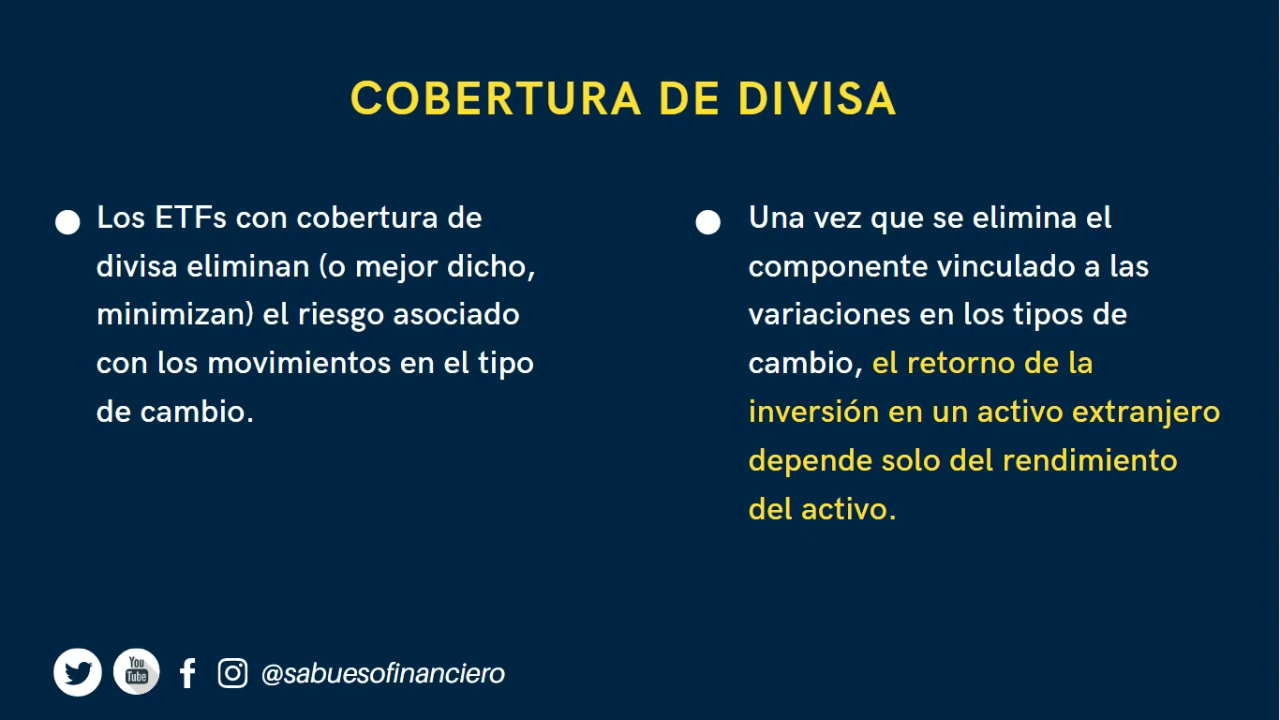 COBERTURA DE DIVISA
Los ETFs con cobertura de
divisa eliminan (o mejor dicho,
minimizan) el riesgo asociado
con los movimientos en el tipo
de cambio.
Una vez que se elimina el
componente vinculado a las
variaciones en los tipos de
cambio, el retorno de la
inversión en un activo extranjero
depende solo del rendimiento
del activo.
You
Tube
@sabuesofinanciero